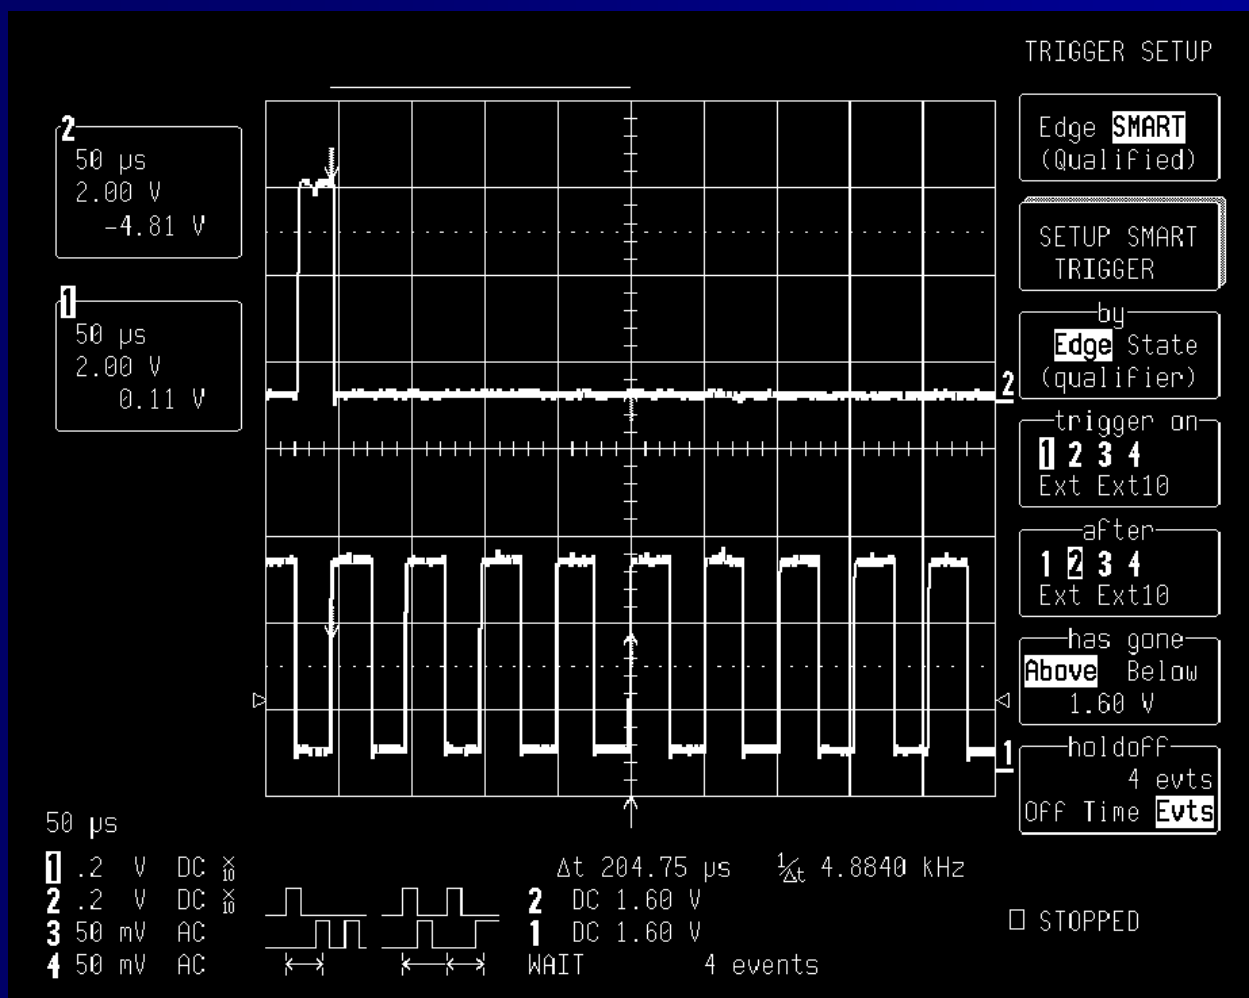 TRIGGER SETUP
Edge SMART
(Qualified)
SETUP SMART
TRIGGER
by
Edge State
(qualifier)
trigger on
1 2 3 4
Ext Ext10
after
1 2 3 4
Ext Ext10
has gone
Above Below
1.60 V
holdoff
4 evts
Off Time Evts
2
50 µs
2.00 V
-4.81 V
1
50 µs
2.00 V
0.11 V
2
1
50 µs
1 .2 V DC ×10
2 .2 V DC ×10
3 50 mV AC
4 50 mV AC
Δt 204.75 µs 1/Δt 4.8840 kHz
2 DC 1.60 V
1 DC 1.60 V
WAIT 4 events
STOPPED